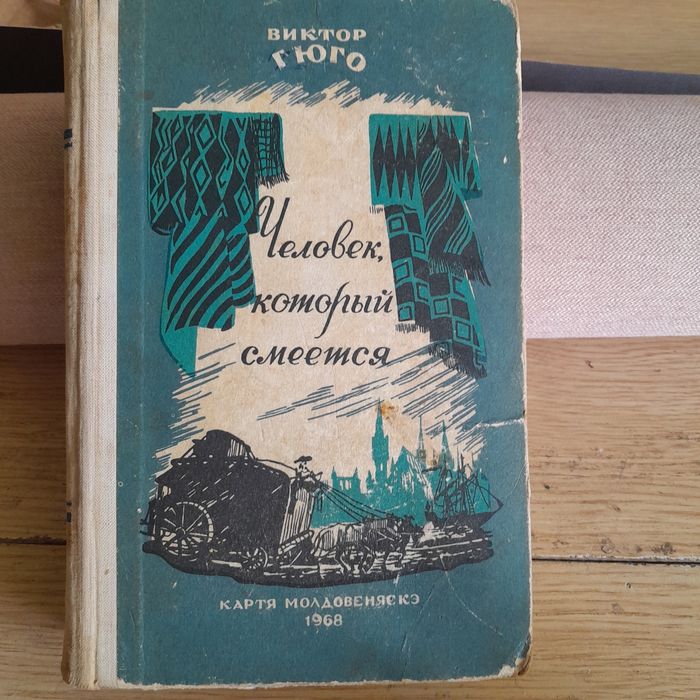 ВИКТОР
ГЮГО
Человек,
который
смеется
КАРТЯ МОЛДОВЕНЯСКЭ
1968